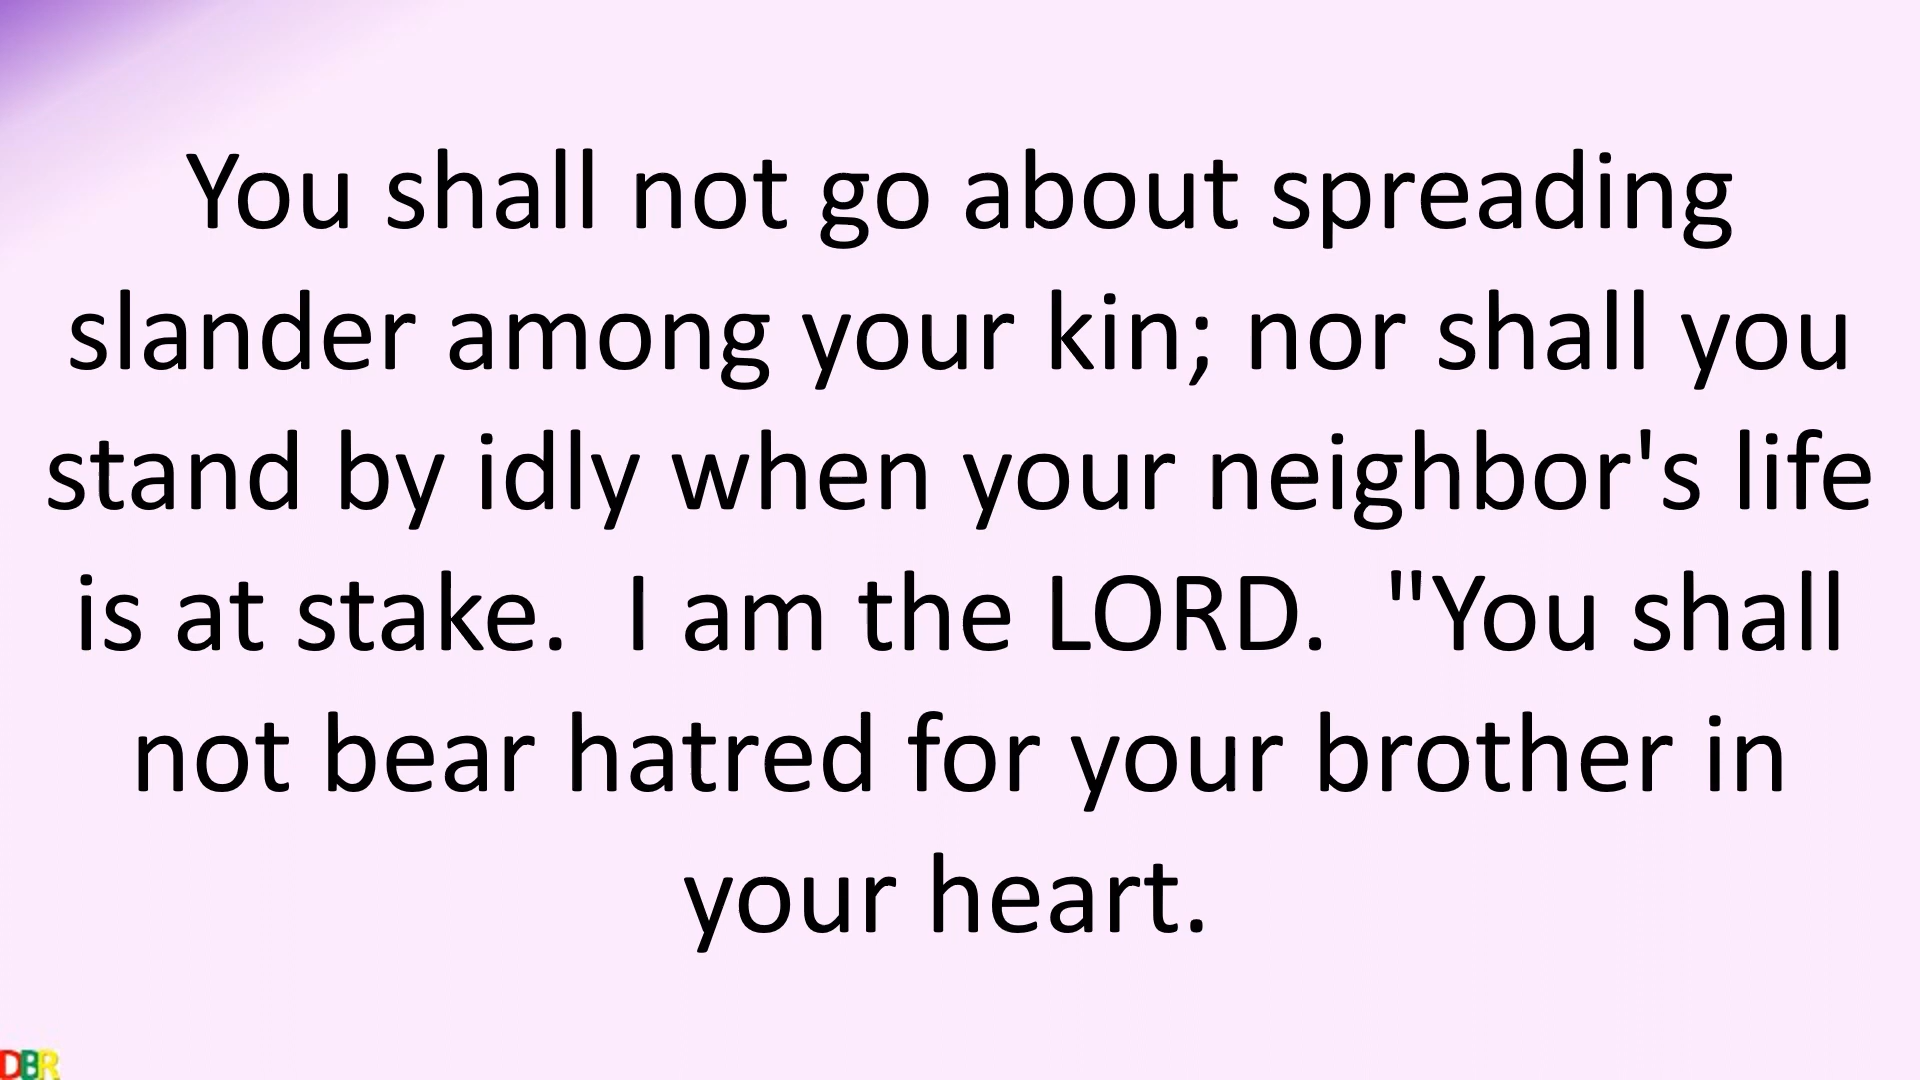 You shall not go about spreading
slander among your kin; nor shall you
stand by idly when your neighbor's life
is at stake.  I am the LORD.  "You shall
not bear hatred for your brother in
your heart.
DBR